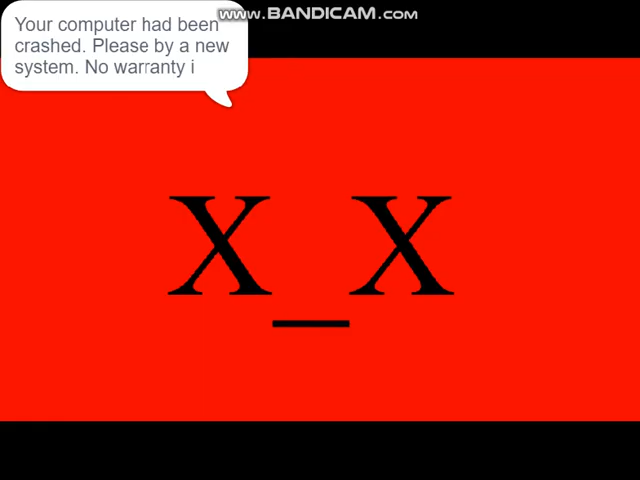 www.BANDICAM.com
Your computer had been
crashed. Please by a new
system. No warranty i
X_X